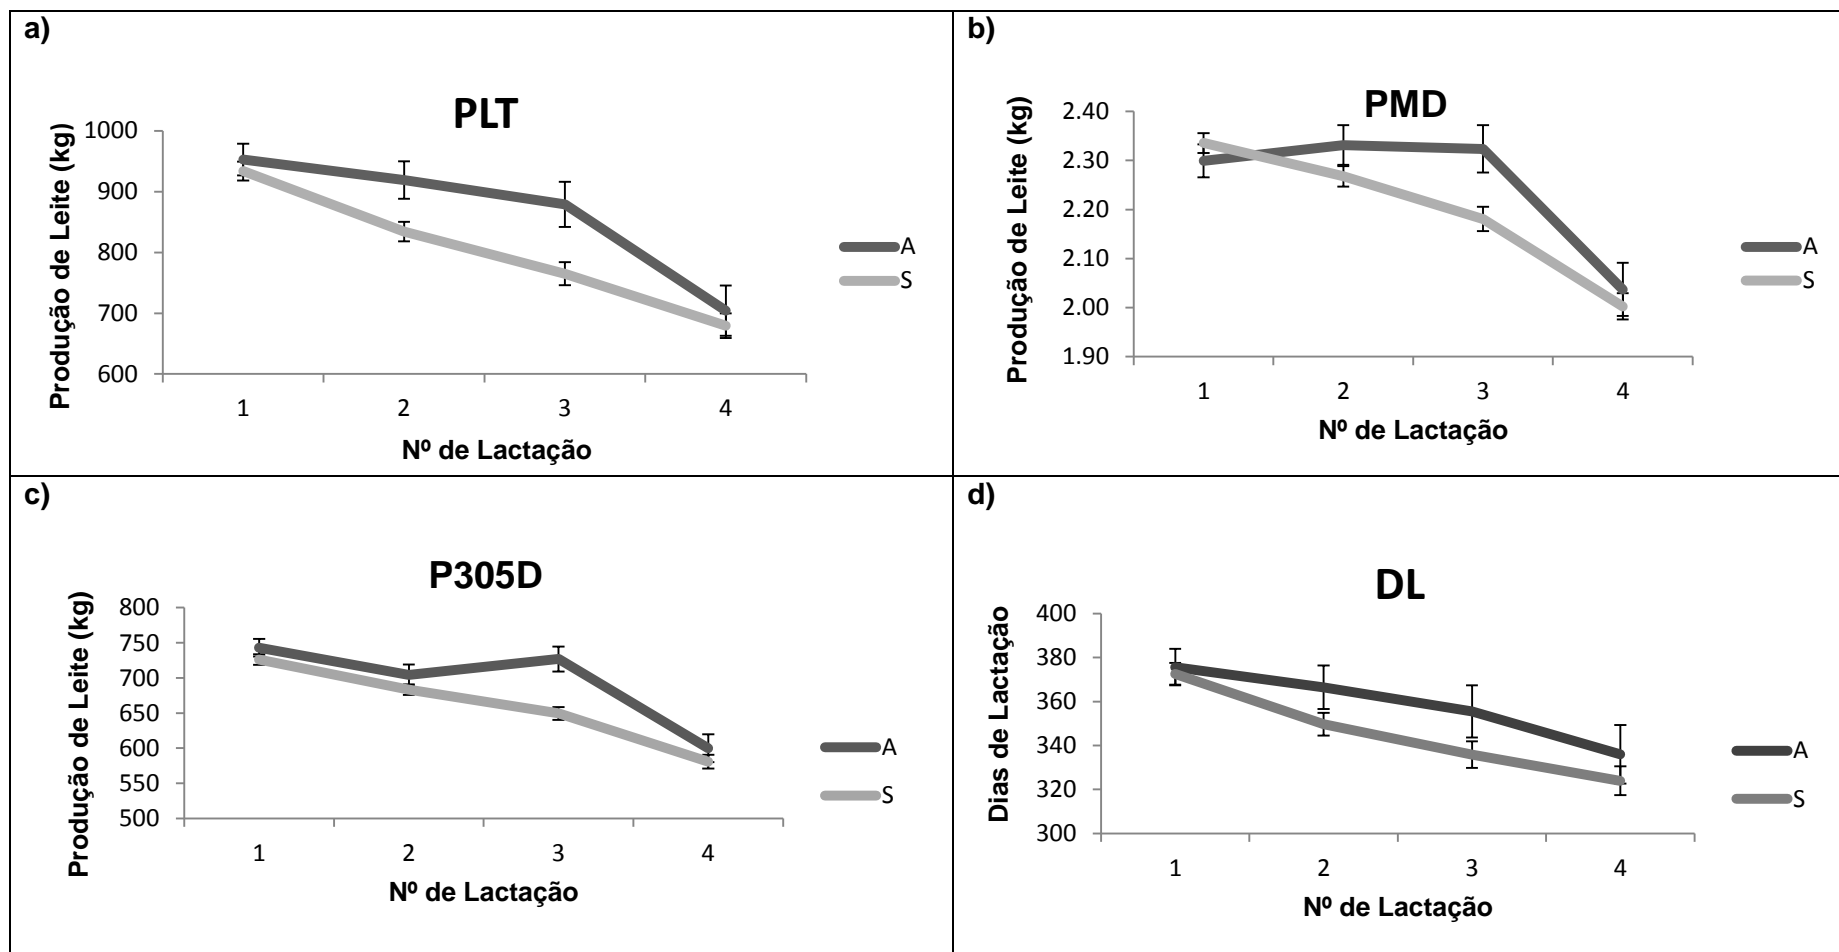 a)
PLT
Produção de Leite (kg)
1000
900
800
700
600
1 2 3 4
Nº de Lactação
A
S
b)
PMD
Produção de Leite (kg)
2.40
2.30
2.20
2.10
2.00
1.90
1 2 3 4
Nº de Lactação
A
S
c)
P305D
Produção de Leite (kg)
800
750
700
650
600
550
500
1 2 3 4
Nº de Lactação
A
S
d)
DL
Dias de Lactação
400
380
360
340
320
300
1 2 3 4
Nº de Lactação
A
S